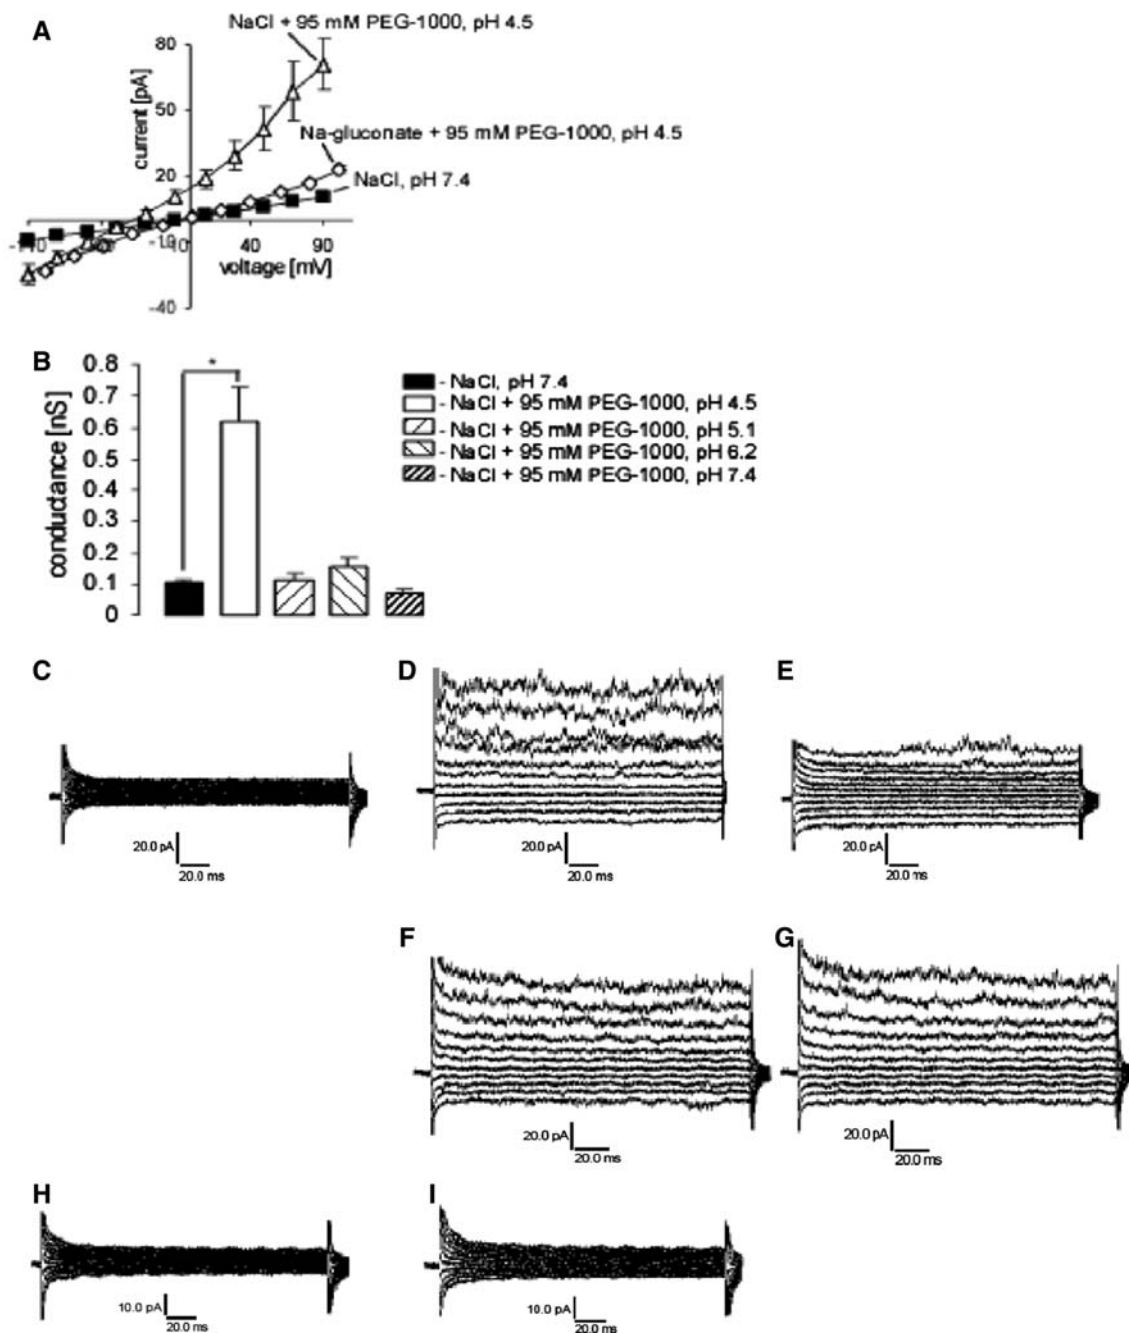 A
NaCl + 95 mM PEG-1000, pH 4.5
80
50
20
-10
-40
current [pA]
Na-gluconate + 95 mM PEG-1000, pH 4.5
NaCl, pH 7.4
40
90
voltage [mV]
B
0.8
0.7
0.6
0.5
0.4
0.3
0.2
0.1
0
conductance [nS]
*
- NaCl, pH 7.4
- NaCl + 95 mM PEG-1000, pH 4.5
- NaCl + 95 mM PEG-1000, pH 5.1
- NaCl + 95 mM PEG-1000, pH 6.2
- NaCl + 95 mM PEG-1000, pH 7.4
C
20.0 pA
20.0 ms
D
20.0 pA
20.0 ms
E
20.0 pA
20.0 ms
F
20.0 pA
20.0 ms
G
20.0 pA
20.0 ms
H
10.0 pA
20.0 ms
I
10.0 pA
20.0 ms